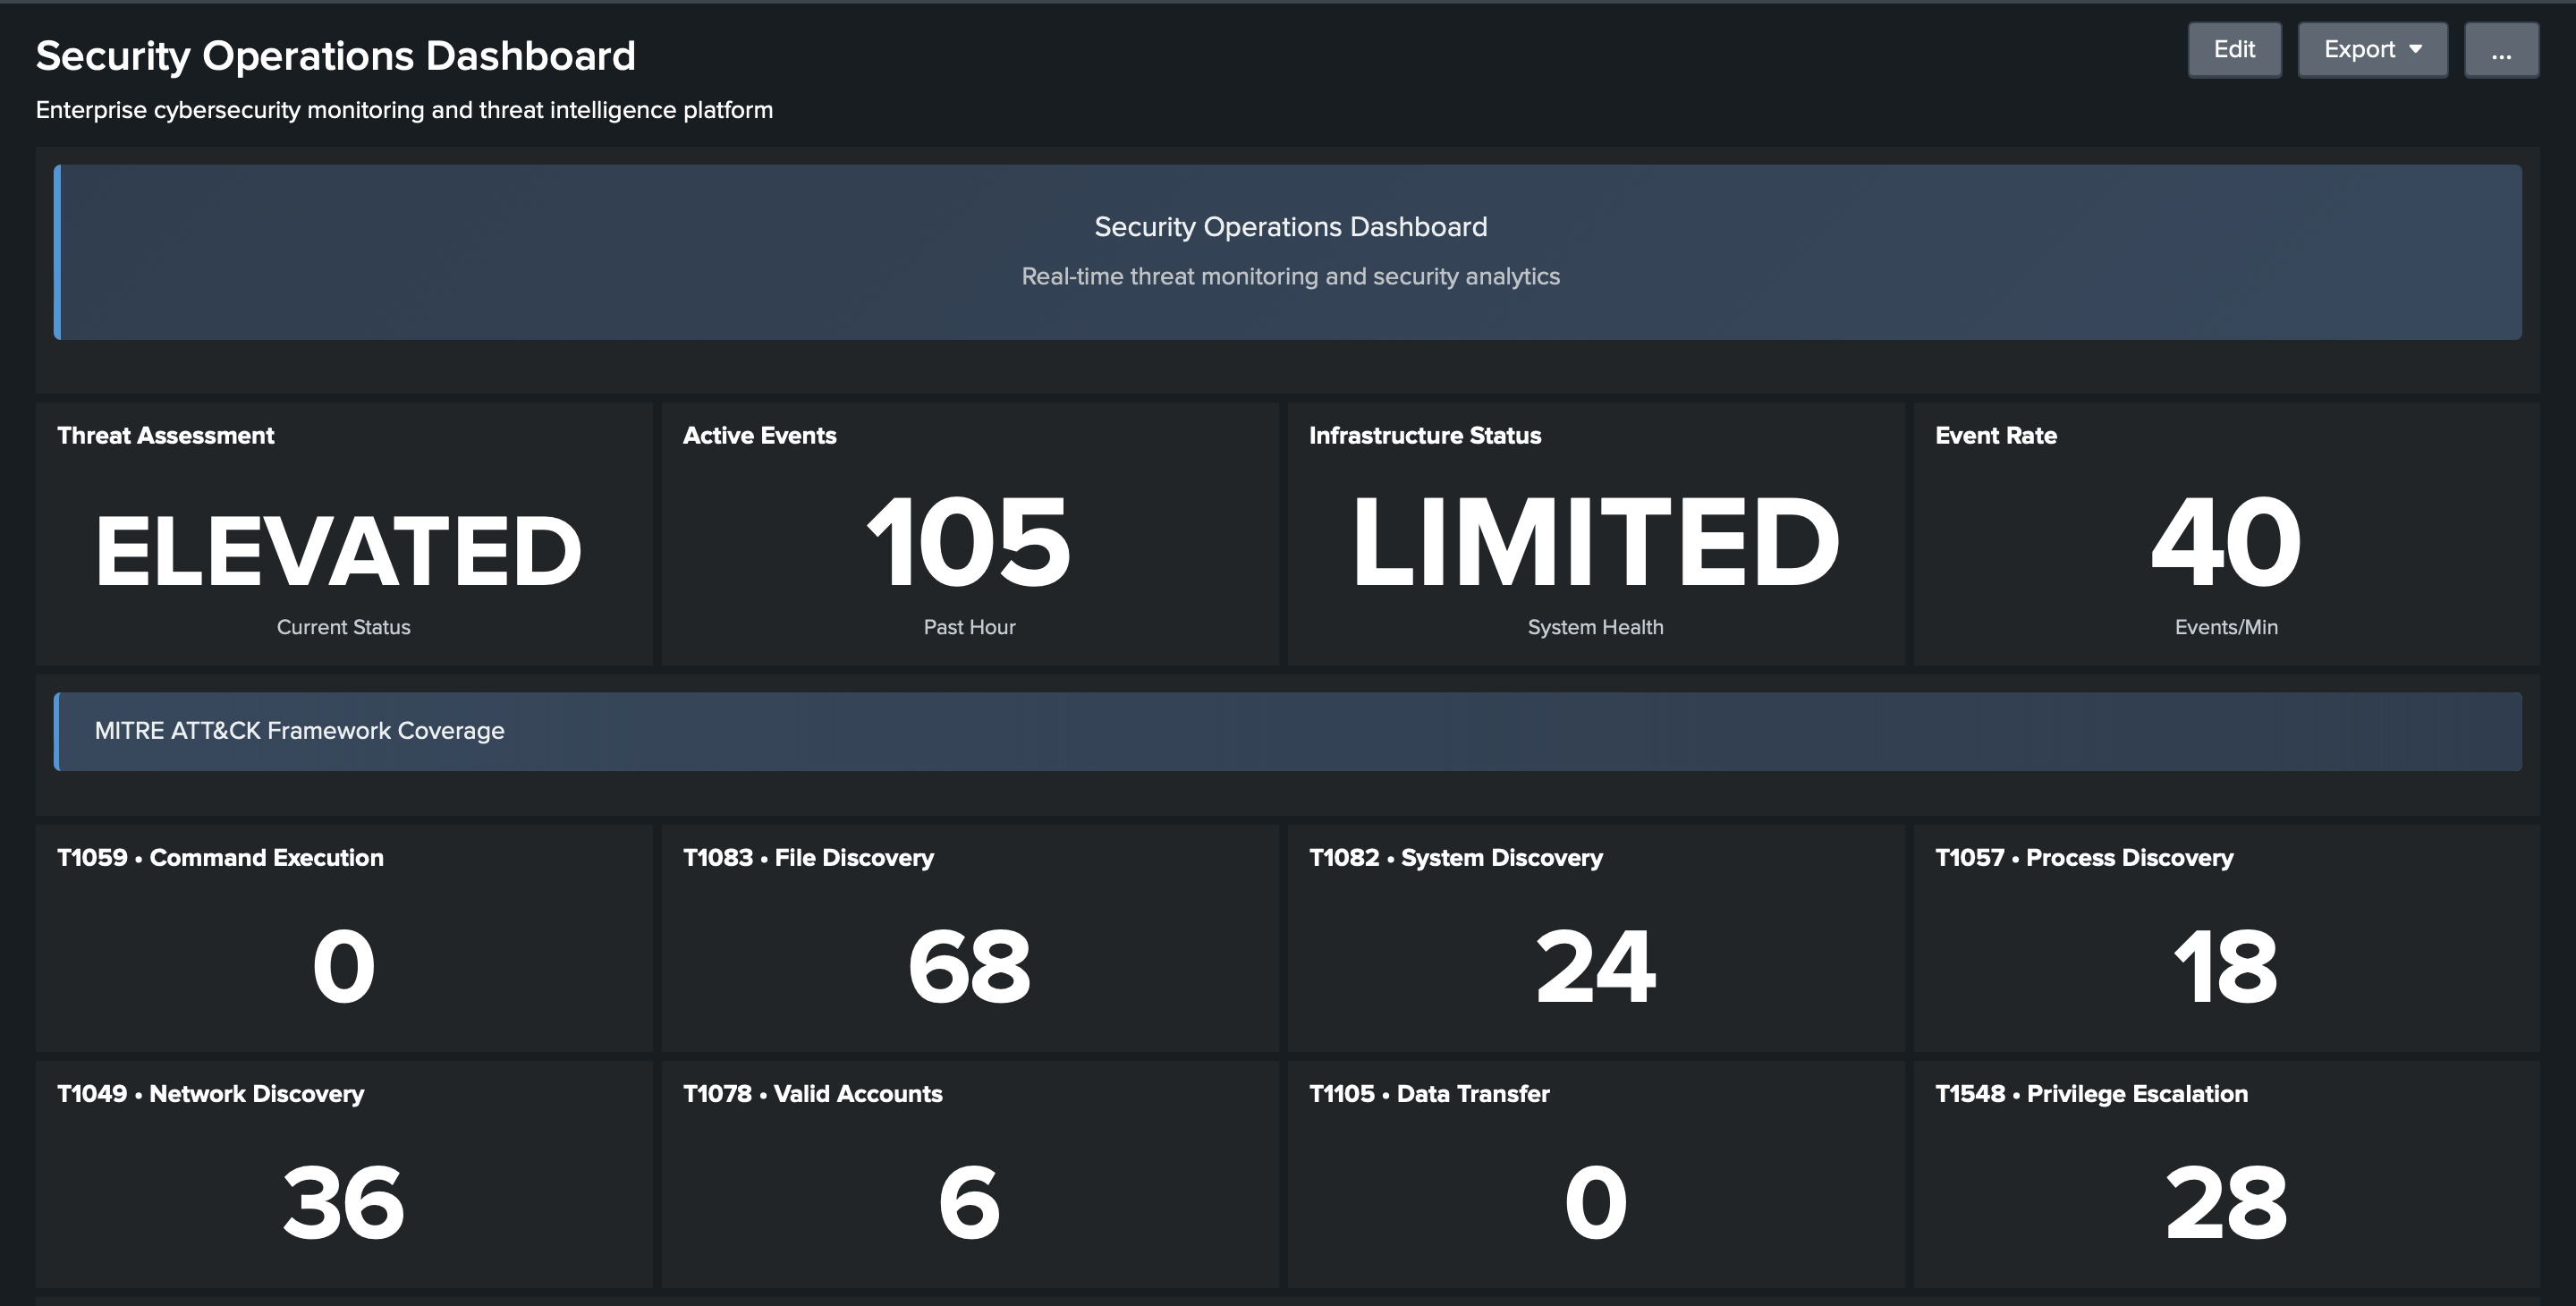 Security Operations Dashboard
Edit
Export
...
Enterprise cybersecurity monitoring and threat intelligence platform
Security Operations Dashboard
Real-time threat monitoring and security analytics
Threat Assessment
ELEVATED
Current Status
Active Events
105
Past Hour
Infrastructure Status
LIMITED
System Health
Event Rate
40
Events/Min
MITRE ATT&CK Framework Coverage
T1059 • Command Execution
0
T1083 • File Discovery
68
T1082 • System Discovery
24
T1057 • Process Discovery
18
T1049 • Network Discovery
36
T1078 • Valid Accounts
6
T1105 • Data Transfer
0
T1548 • Privilege Escalation
28